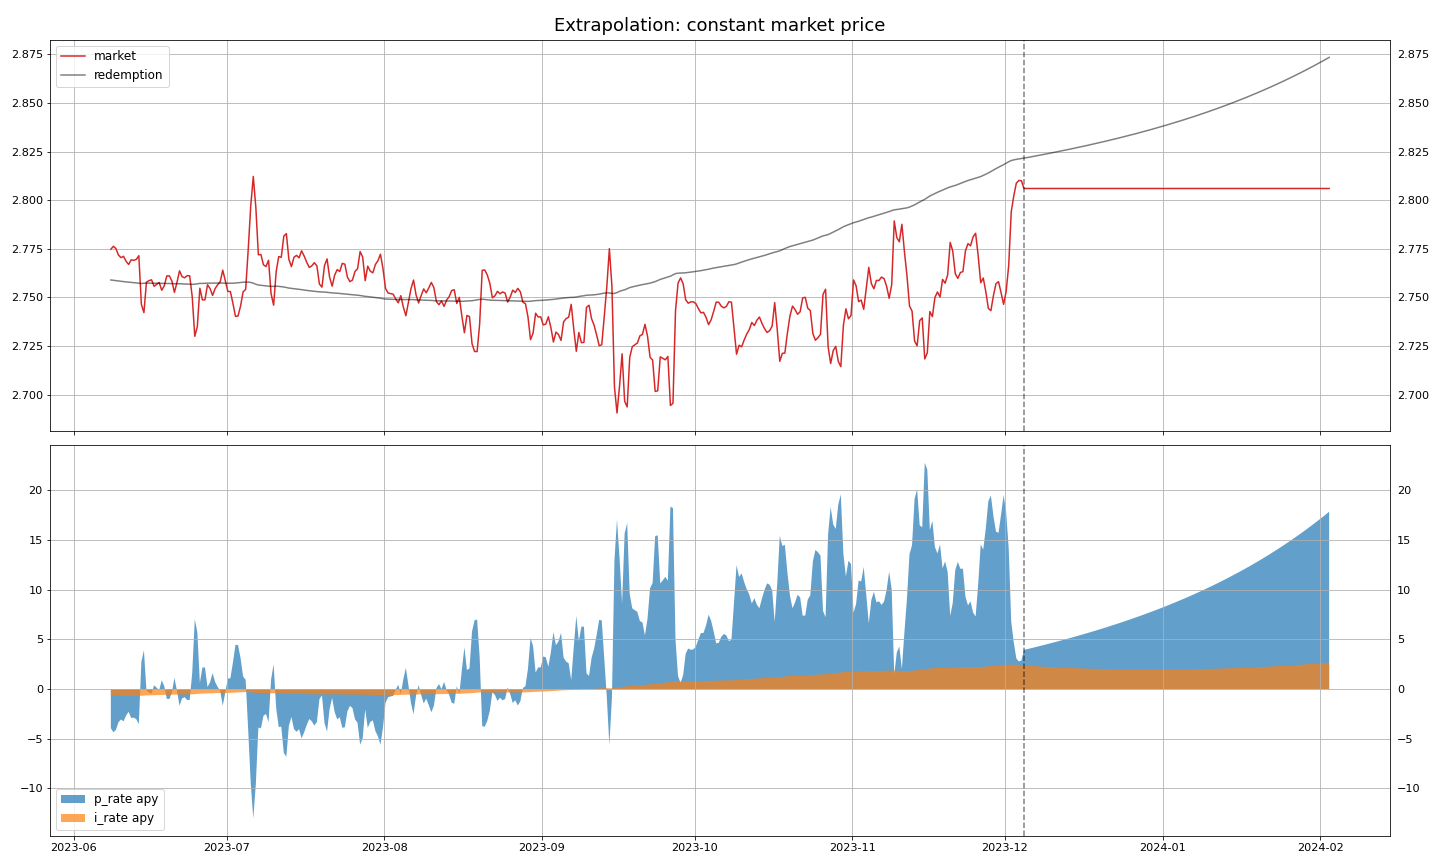 Extrapolation: constant market price
market
redemption
2.875 2.875
2.850 2.850
2.825 2.825
2.800 2.800
2.775 2.775
2.750 2.750
2.725 2.725
2.700 2.700
20 20
15 15
10 10
5 5
0 0
−5 −5
−10 −10
p_rate apy
i_rate apy
2023-06 2023-07 2023-08 2023-09 2023-10 2023-11 2023-12 2024-01 2024-02